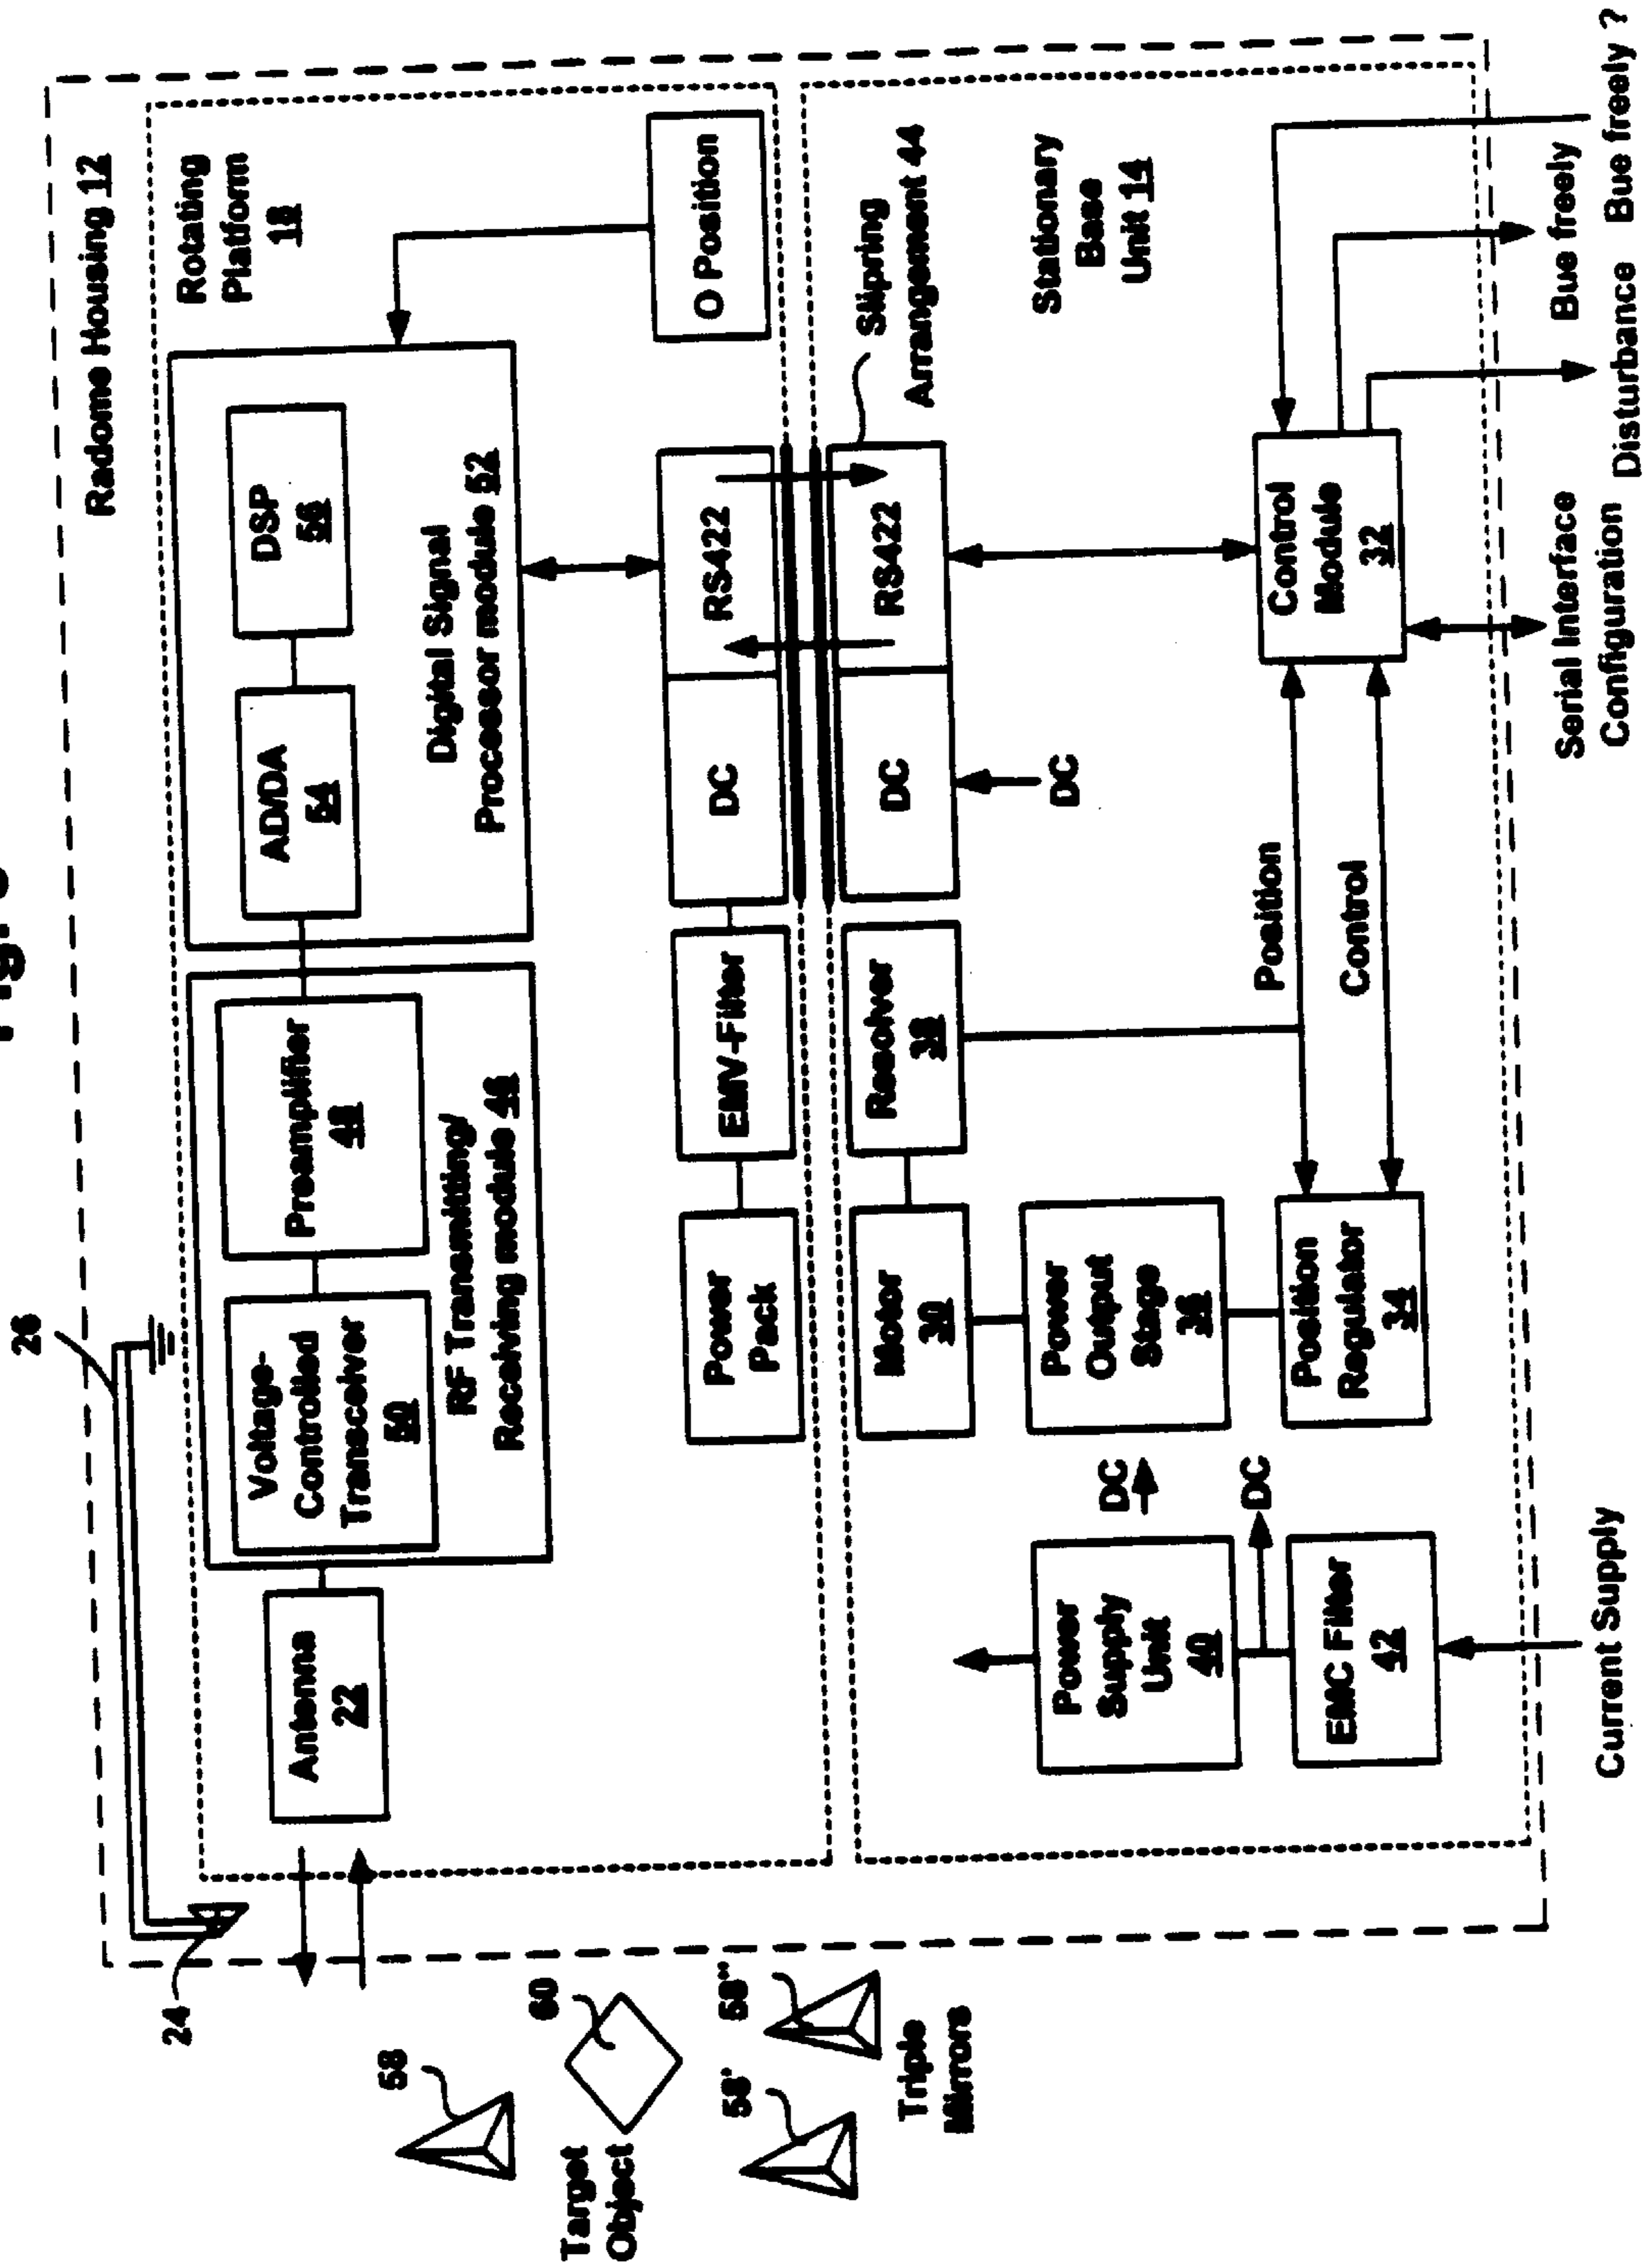 26
Radome Housing 12
Rotating
Platform
18
24
Antenna
22
Voltage-
Controlled
Transceiver
50
Preamplifier
48
RF Transmitting/
Receiving module 46
AD/DA
54
DSP
56
Digital Signal
Processor module 52
O Position
Power
Pack
EMV-Filter
DC
RS422
58
60
Target
Object
58'
58''
Triple
Mirrors
Motor
30
Resolver
38
DC
RS422
Slipring
Arrangement 44
DC
Stationary
Base
Unit 14
Power
Supply
Unit
40
DC
Power
Output
Stage
36
EMC Filter
42
DC
Position
Regulator
34
Position
Control
Control
Module
32
Current Supply
Serial Interface
Configuration
Disturbance
Bue freely
Bue freely ?